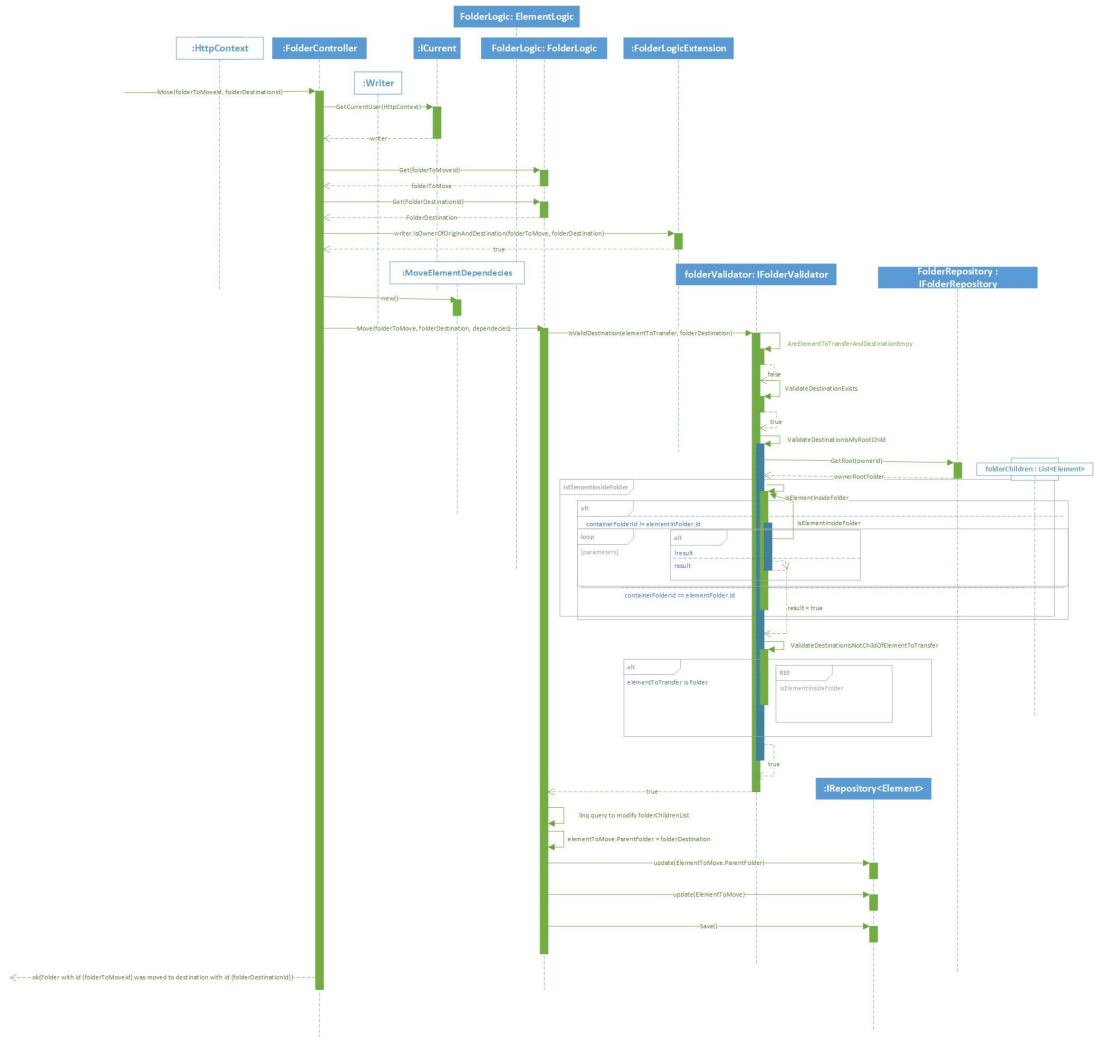 FolderLogic: ElementLogic
:HttpContext
:FolderController
:ICurrent
FolderLogic: FolderLogic
:FolderLogicExtension
:Writer
Move(folderToMoveId, folderDestinationId)
GetCurrentUser(HttpContext)
writer
Get(folderToMoveId)
folderToMove
Get(FolderDestinationId)
FolderDestination
writer.IsOwnerOfOriginAndDestination(folderToMove, folderDestination)
true
:MoveElementDependecies
folderValidator: IFolderValidator
FolderRepository :
IFolderRepository
new()
Move(folderToMove, folderDestination, dependecies)
isValidDestination(elementToTransfer, folderDestination)
AreElementToTransferAndDestinationEmpy
false
ValidateDestinationExists
true
ValidateDestinationIsMyRootChild
GetRoot(ownerId)
folderChildren : List<Element>
ownerRootFolder
IsElementInsideFolder
isElementInsideFolder
alt
containerFolderId != elementInFolder.id
isElementInsideFolder
loop
alt
[parameters]
!result
result
containerFolderId == elementFolder.id
result = true
ValidateDestinationIsNotChildOfElementToTransfer
alt
REF
elementToTransfer is Folder
isElementInsideFolder
true
:IRepository<Element>
true
linq query to modify folderChildrenList
elementToMove.ParentFolder = folderDestination
update(ElementToMove.ParentFolder)
update(ElementToMove)
Save()
ok(Folder with id {folderToMoveId} was moved to destination with id {folderDestinationId})